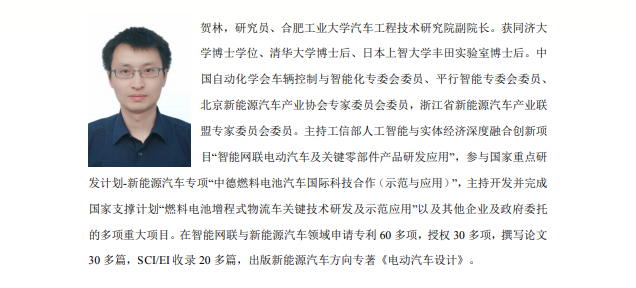 贺林，研究员、合肥工业大学汽车工程技术研究院副院长。获同济大
学博士学位、清华大学博士后、日本上智大学丰田实验室博士后。中
国自动化学会车辆控制与智能化专委会委员、平行智能专委会委员、
北京新能源汽车产业协会专家委员会委员，浙江省新能源汽车产业联
盟专家委员会委员。主持工信部人工智能与实体经济深度融合创新项
目“智能网联电动汽车及关键零部件产品研发应用”，参与国家重点研
发计划-新能源汽车专项“中德燃料电池汽车国际科技合作（示范与应用）”，主持开发并完成
国家支撑计划“燃料电池增程式物流车关键技术研发及示范应用”以及其他企业及政府委托
的多项重大项目。在智能网联与新能源汽车领域申请专利 60 多项，授权 30 多项，撰写论文
30 多篇，SCI/EI 收录 20 多篇，出版新能源汽车方向专著《电动汽车设计》。